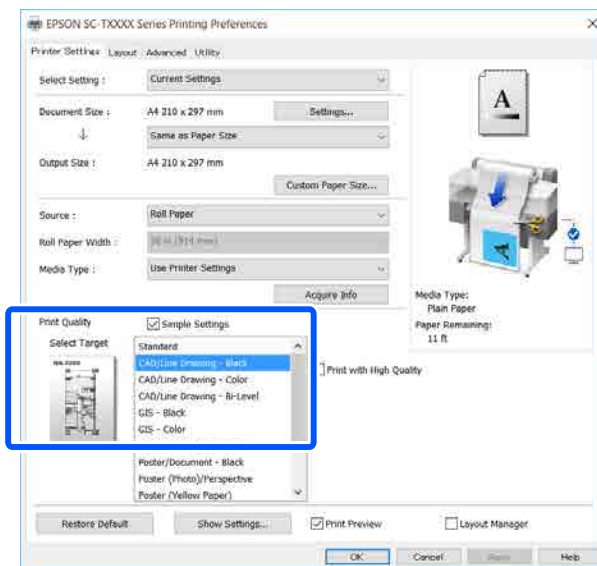 EPSON SC-TXXXX Series Printing Preferences
Printer Settings Layout Advanced Utility
Select Setting : Current Settings
Document Size : A4 210 x 297 mm Settings...
Same as Paper Size
Output Size : A4 210 x 297 mm
Custom Paper Size...
Source : Roll Paper
Roll Paper Width : 36 in (914 mm)
Media Type : Use Printer Settings
Acquire Info
A
Media Type:
Plain Paper
Paper Remaining:
11 ft
Print Quality Simple Settings
Select Target
Standard
CAD/Line Drawing - Black
CAD/Line Drawing - Color
CAD/Line Drawing - Bi-Level
GIS - Black
GIS - Color
Poster/Document - Black
Poster (Photo)/Perspective
Poster (Yellow Paper)
Print with High Quality
Restore Default Show Settings... Print Preview Layout Manager
OK Cancel Help